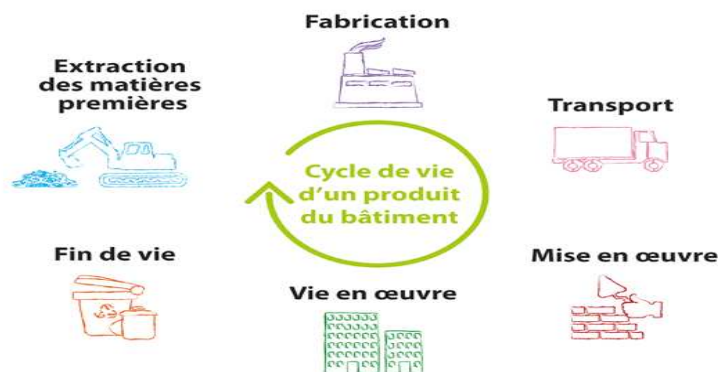 Fabrication
Extraction
des matières
premières
Transport
Cycle de vie
d'un produit
du bâtiment
Fin de vie
Mise en œuvre
Vie en œuvre